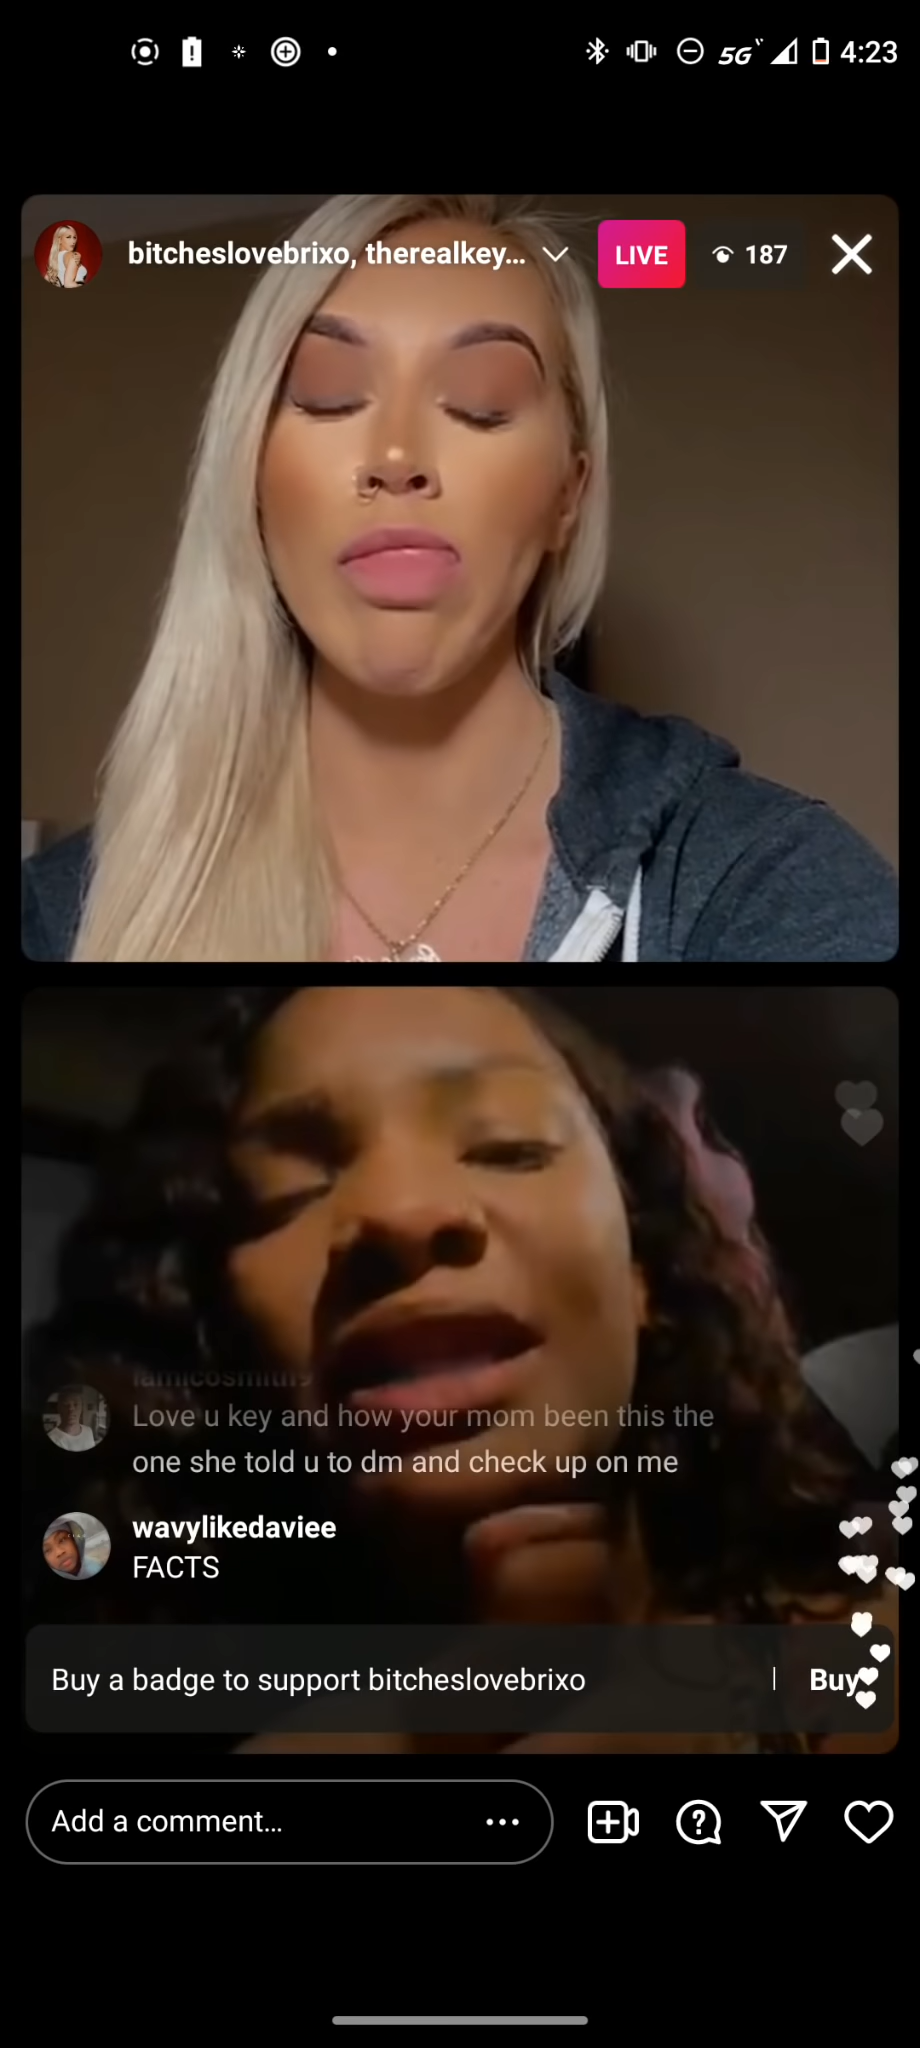 5G 4:23
bitcheslovebrixo, therealkey... LIVE 187
iamicosmith9
Love u key and how your mom been this the
one she told u to dm and check up on me
wavylikedaviee
FACTS
Buy a badge to support bitcheslovebrixo | Buy
Add a comment...